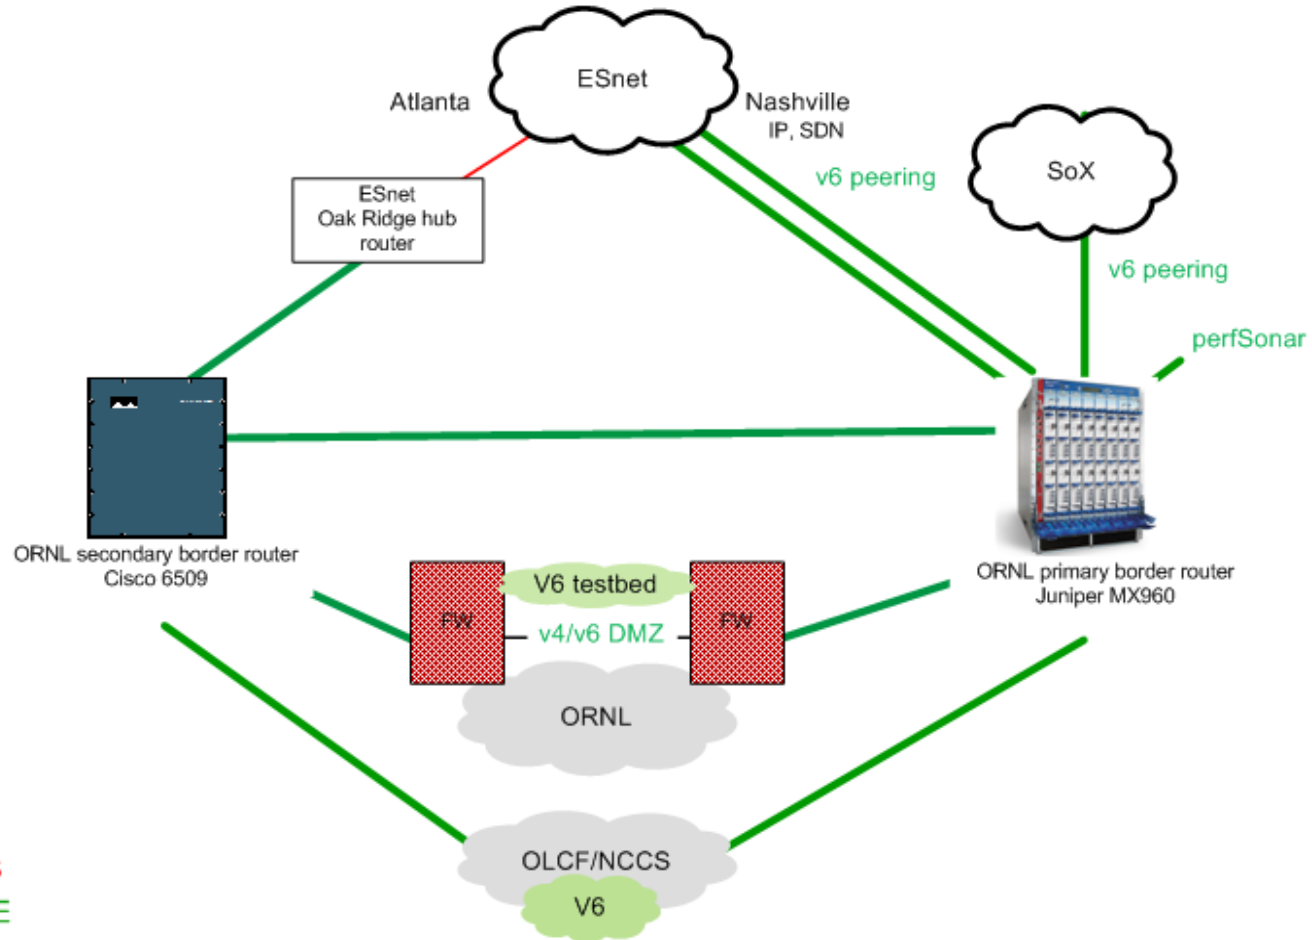 ESnet
Atlanta
Nashville
IP, SDN
SoX
v6 peering
ESnet
Oak Ridge hub
router
v6 peering
perfSonar
ORNL secondary border router
Cisco 6509
V6 testbed
ORNL primary border router
Juniper MX960
FW
v4/v6 DMZ
FW
ORNL
OLCF/NCCS
V6
E